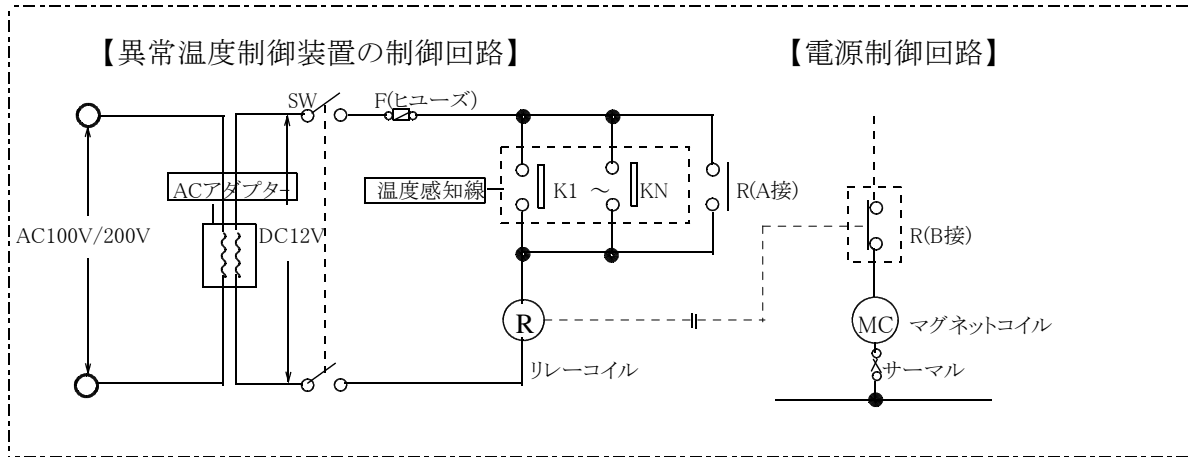 【異常温度制御装置の制御回路】
【電源制御回路】
SW
F(ヒューズ)
ACアダプター
温度感知線
K1 ～ KN
R(A接)
AC100V/200V
DC12V
R(B接)
R
MC
マグネットコイル
リレーコイル
サーマル